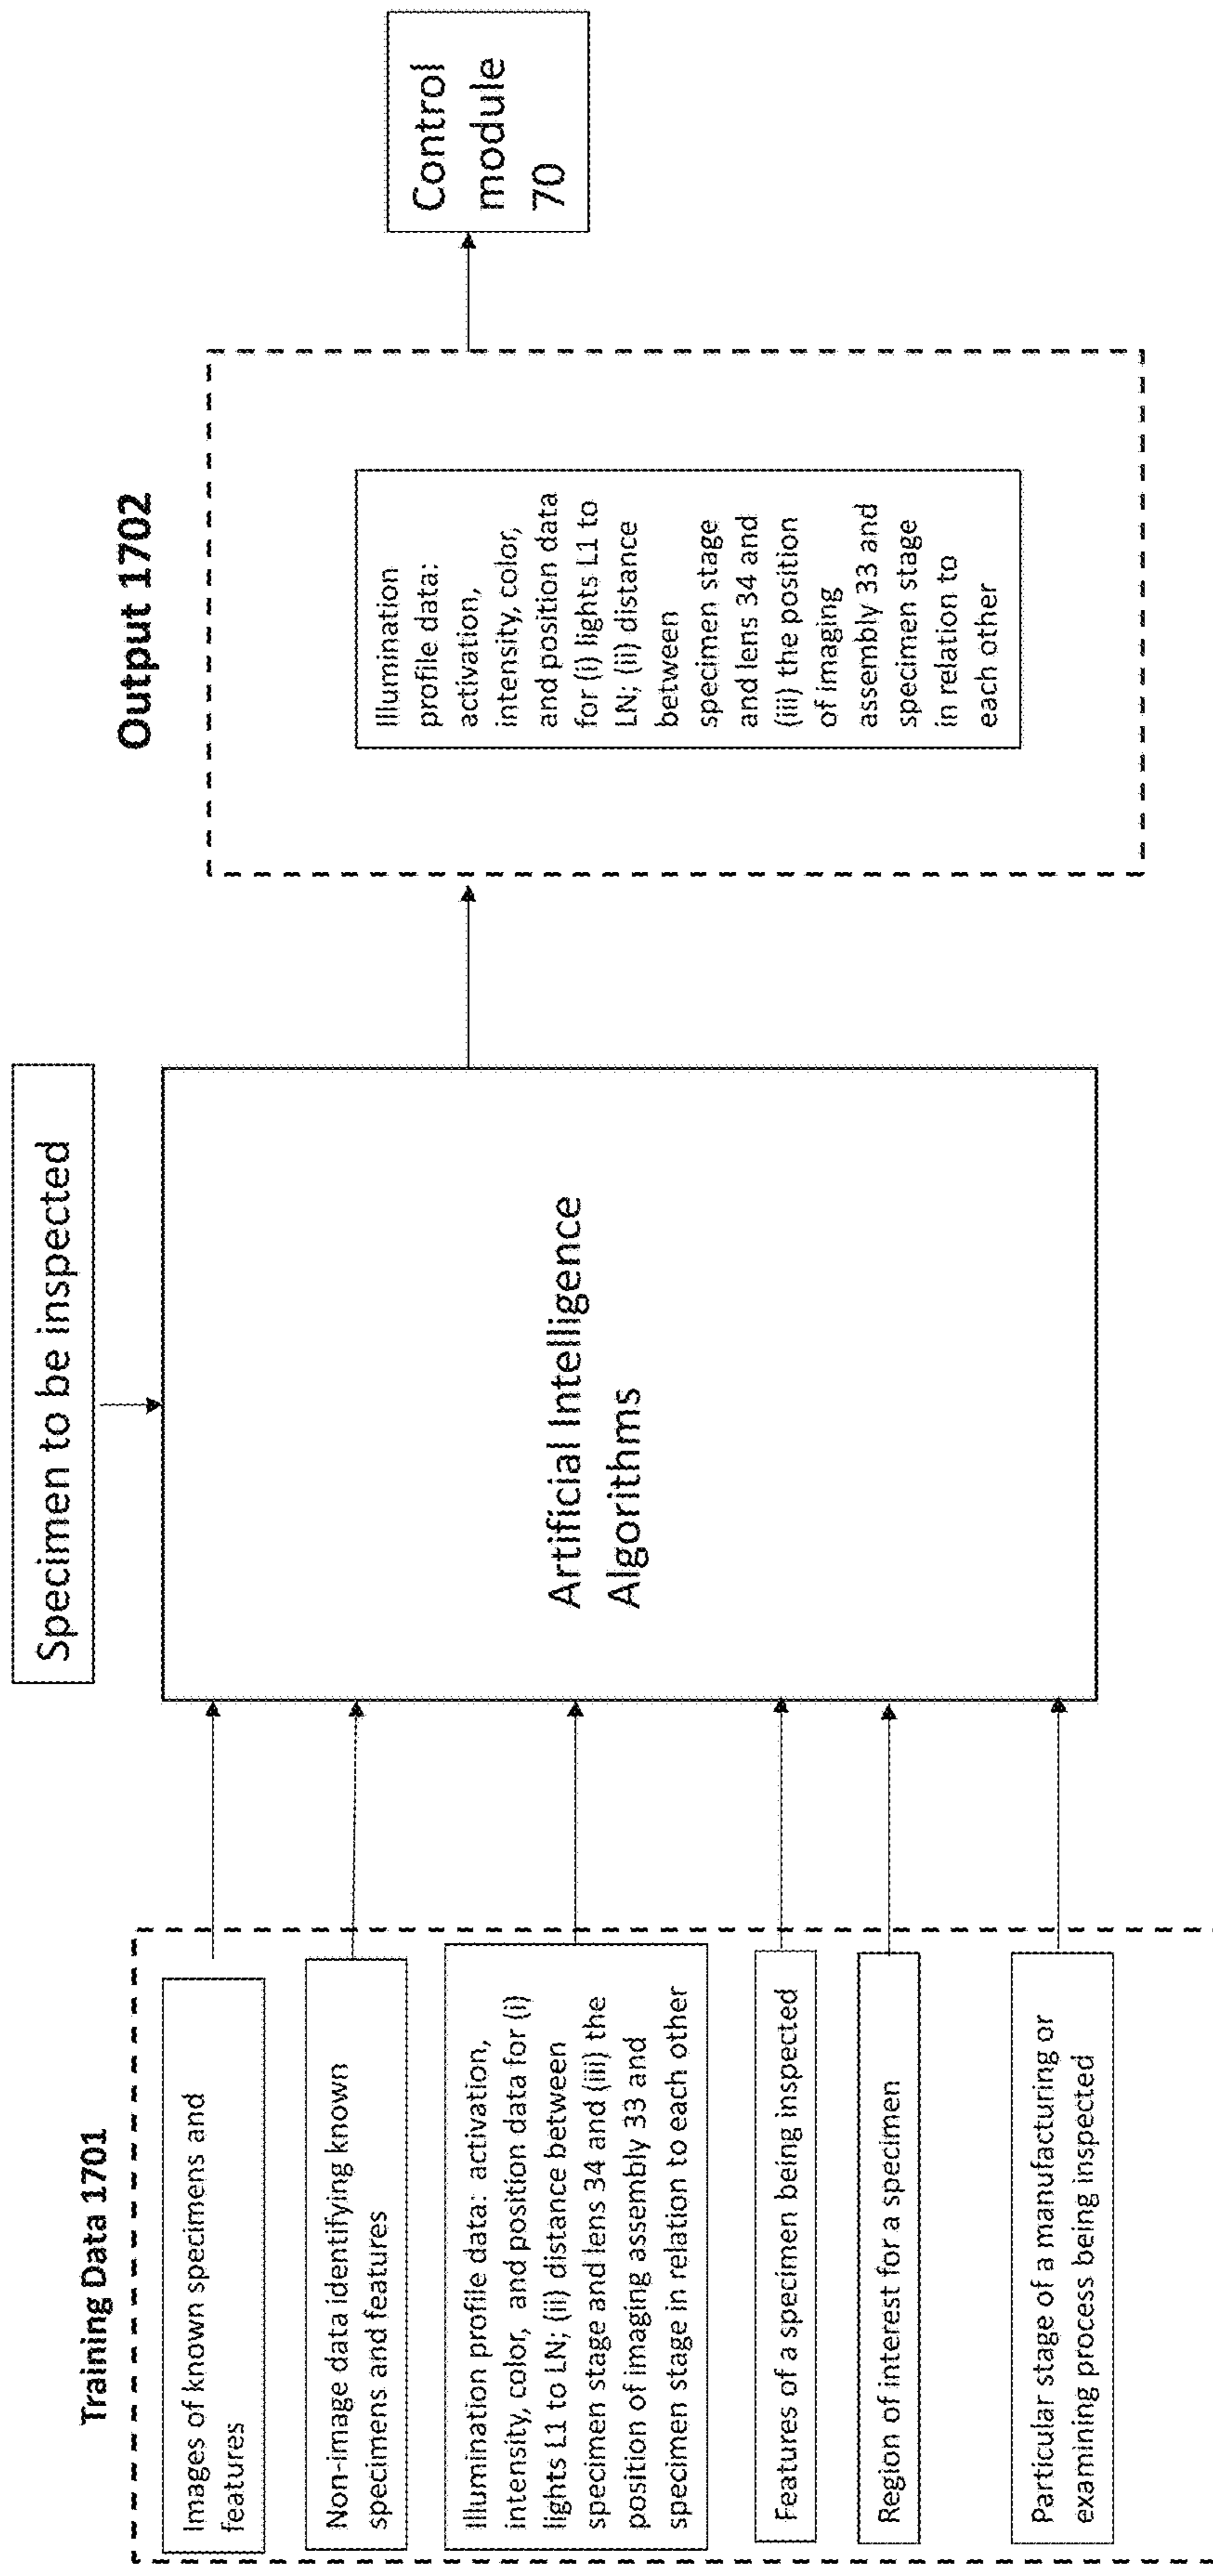 Training Data 1701
Images of known specimens and
features
Non-image data identifying known
specimens and features
Illumination profile data: activation,
intensity, color, and position data for (i)
lights L1 to LN; (ii) distance between
specimen stage and lens 34 and (iii) the
position of imaging assembly 33 and
specimen stage in relation to each other
Features of a specimen being inspected
Region of interest for a specimen
Particular stage of a manufacturing or
examining process being inspected
Specimen to be inspected
Artificial Intelligence
Algorithms
Output 1702
Illumination
profile data:
activation,
intensity, color,
and position data
for (i) lights L1 to
LN; (ii) distance
between
specimen stage
and lens 34 and
(iii) the position
of imaging
assembly 33 and
specimen stage
in relation to
each other
Control
module
70